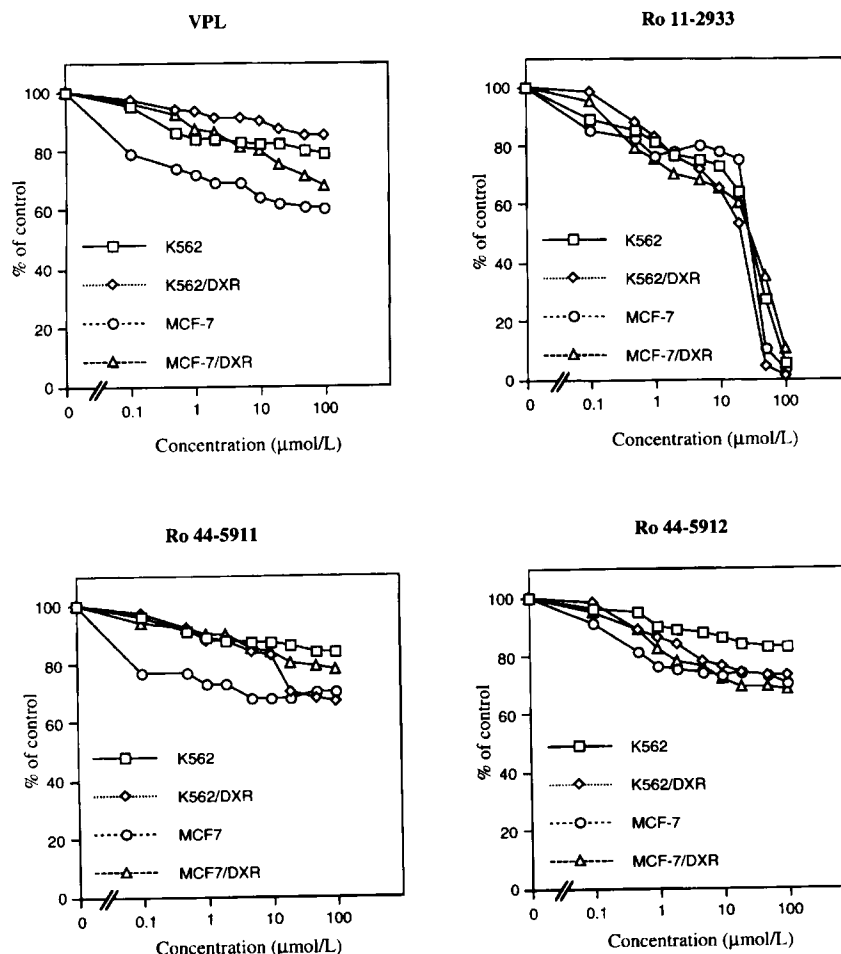 VPL
% of control
100
80
60
40
20
0
K562
K562/DXR
MCF-7
MCF-7/DXR
0
0.1
1
10
100
Concentration (μmol/L)
Ro 11-2933
% of control
100
80
60
40
20
0
K562
K562/DXR
MCF-7
MCF-7/DXR
0
0.1
1
10
100
Concentration (μmol/L)
Ro 44-5911
% of control
100
80
60
40
20
0
K562
K562/DXR
MCF7
MCF7/DXR
0
0.1
1
10
100
Concentration (μmol/L)
Ro 44-5912
% of control
100
80
60
40
20
0
K562
K562/DXR
MCF-7
MCF-7/DXR
0
0.1
1
10
100
Concentration (μmol/L)